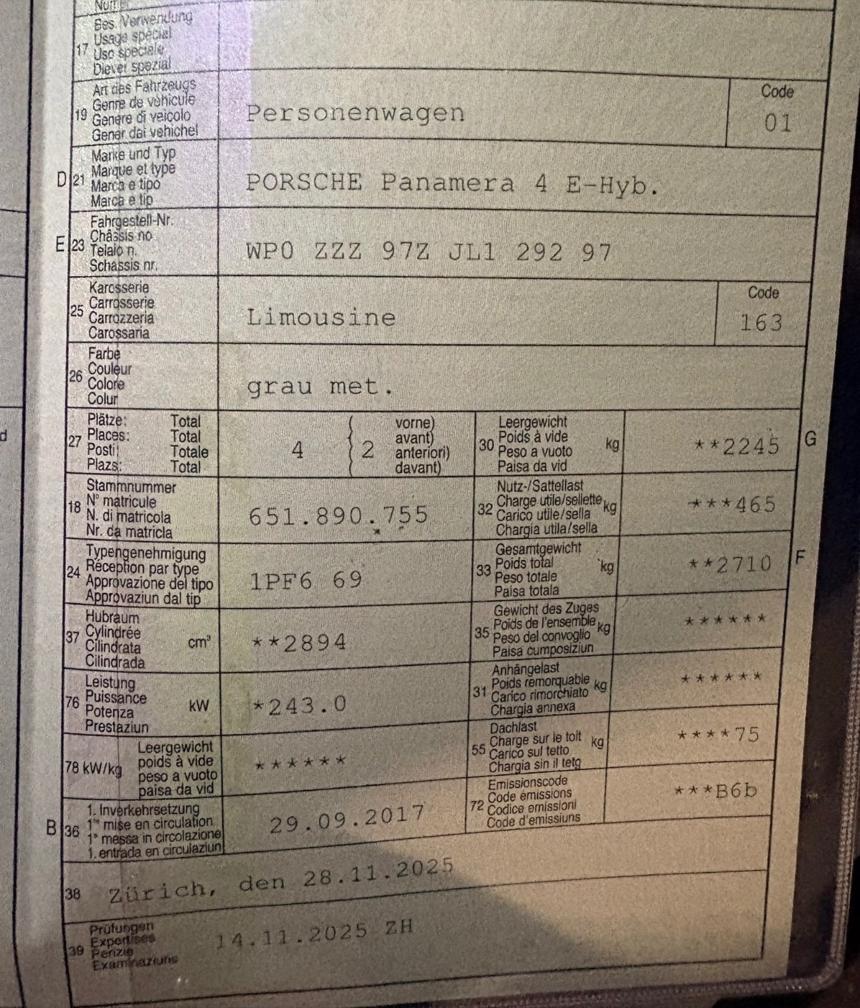 17 Bes. Verwendung
Usage spécial
Uso speciale
Diever spezial
19 Art des Fahrzeugs
Genre de véhicule
Genere di veicolo
Gener dal vehichel
Personenwagen
Code
01
D 21 Marke und Typ
Marque et type
Marca e tipo
Marca e tip
PORSCHE Panamera 4 E-Hyb.
E 23 Fahrgestell-Nr.
Châssis no
Telaio n.
Schassis nr.
WP0 ZZZ 97Z JL1 292 97
25 Karosserie
Carrosserie
Carrozzeria
Carossaria
Limousine
Code
163
26 Farbe
Couleur
Colore
Colur
grau met.
27 Plätze: Total
Places: Total
Posti: Totale
Plazs: Total
4 { 2
vorne)
avant)
anteriori)
davant)
30 Leergewicht
Poids à vide
Peso a vuoto
Paisa da vid
kg
**2245
G
18 Stammnummer
N° matricule
N. di matricola
Nr. da matricla
651.890.755
32 Nutz-/Sattellast
Charge utile/sellette
Carico utile/sella
Chargia utila/sella
kg
***465
24 Typengenehmigung
Réception par type
Approvazione del tipo
Approvaziun dal tip
1PF6 69
33 Gesamtgewicht
Poids total
Peso totale
Paisa totala
kg
**2710
F
37 Hubraum
Cylindrée
Cilindrata
Cilindrada
cm³
**2894
35 Gewicht des Zuges
Poids de l'ensemble
Peso del convoglio
Paisa cumposiziun
kg
******
76 Leistung
Puissance
Potenza
Prestaziun
kW
*243.0
31 Anhängelast
Poids remorquable
Carico rimorchiato
Chargia annexa
kg
******
78 kW/kg
Leergewicht
poids à vide
peso a vuoto
paisa da vid
******
55 Dachlast
Charge sur le toit
Carico sul tetto
Chargia sin il tetg
kg
****75
B 36 1. Inverkehrsetzung
1re mise en circulation
1a messa in circolazione
1. entrada en circulaziun
29.09.2017
72 Emissionscode
Code émissions
Codice emissioni
Code d'emissiuns
***B6b
38 Zürich, den 28.11.2025
39 Prüfungen
Expertises
Perizie
Examinaziuns
14.11.2025 ZH